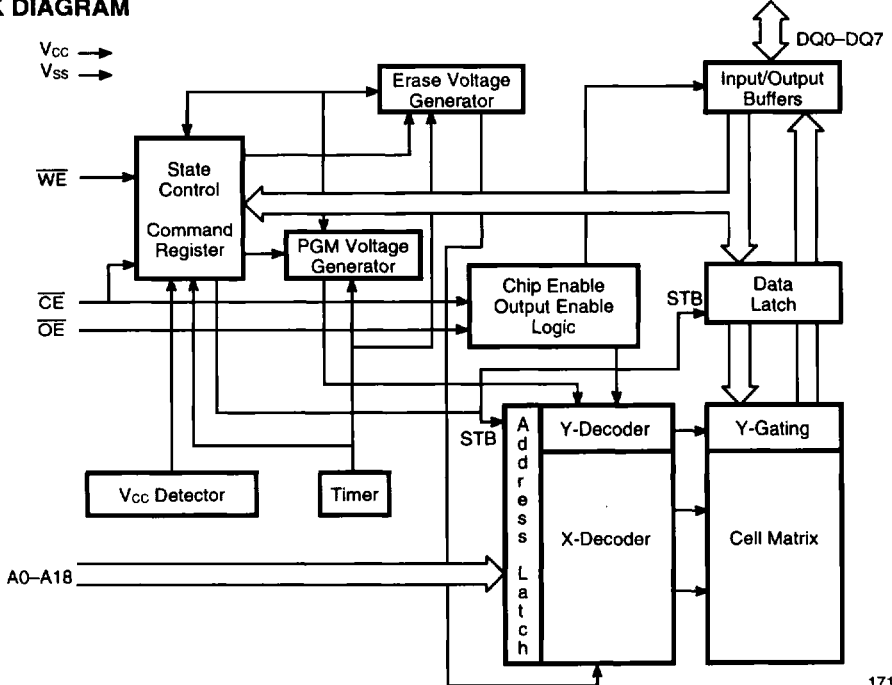 K DIAGRAM
VCC
VSS
DQ0–DQ7
Erase Voltage
Generator
Input/Output
Buffers
State
Control
Command
Register
WE
PGM Voltage
Generator
Chip Enable
Output Enable
Logic
STB
Data
Latch
CE
OE
STB
Address Latch
Y-Decoder
Y-Gating
VCC Detector
Timer
X-Decoder
Cell Matrix
A0–A18
171